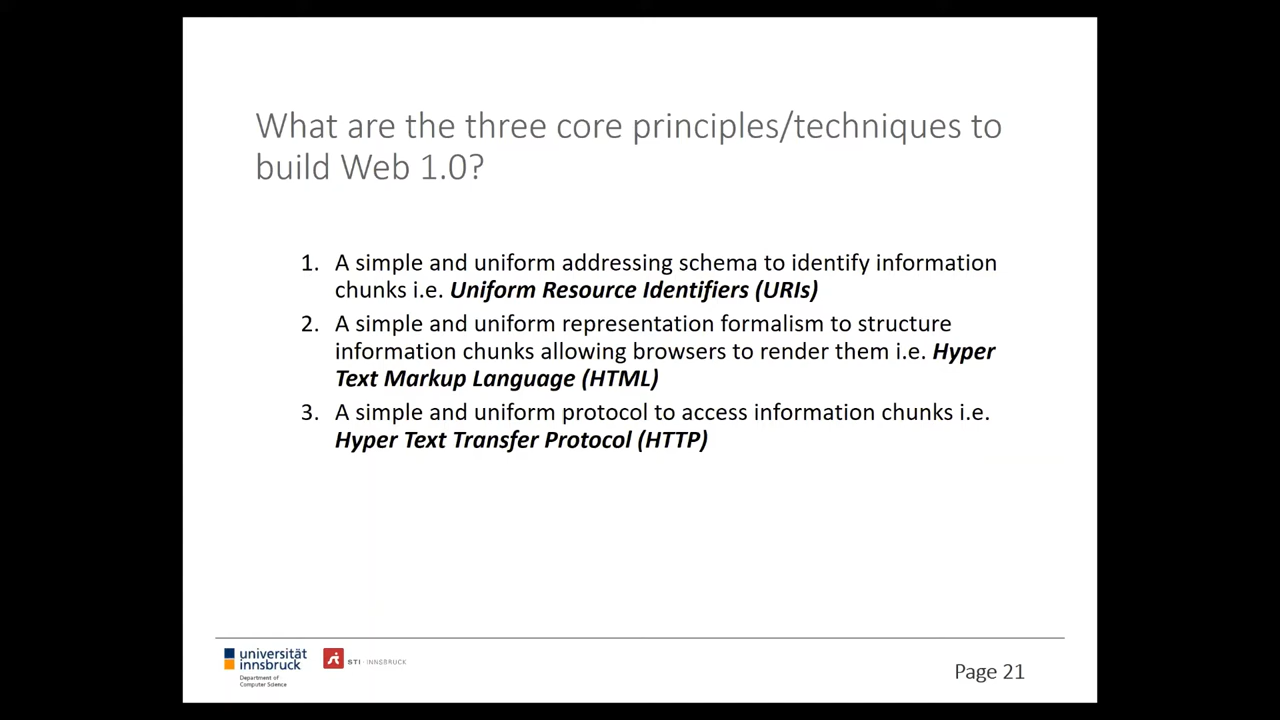 What are the three core principles/techniques to
build Web 1.0?
1. A simple and uniform addressing schema to identify information
chunks i.e. Uniform Resource Identifiers (URIs)
2. A simple and uniform representation formalism to structure
information chunks allowing browsers to render them i.e. Hyper
Text Markup Language (HTML)
3. A simple and uniform protocol to access information chunks i.e.
Hyper Text Transfer Protocol (HTTP)
universität
innsbruck
Department of
Computer Science
STI · INNSBRUCK
Page 21